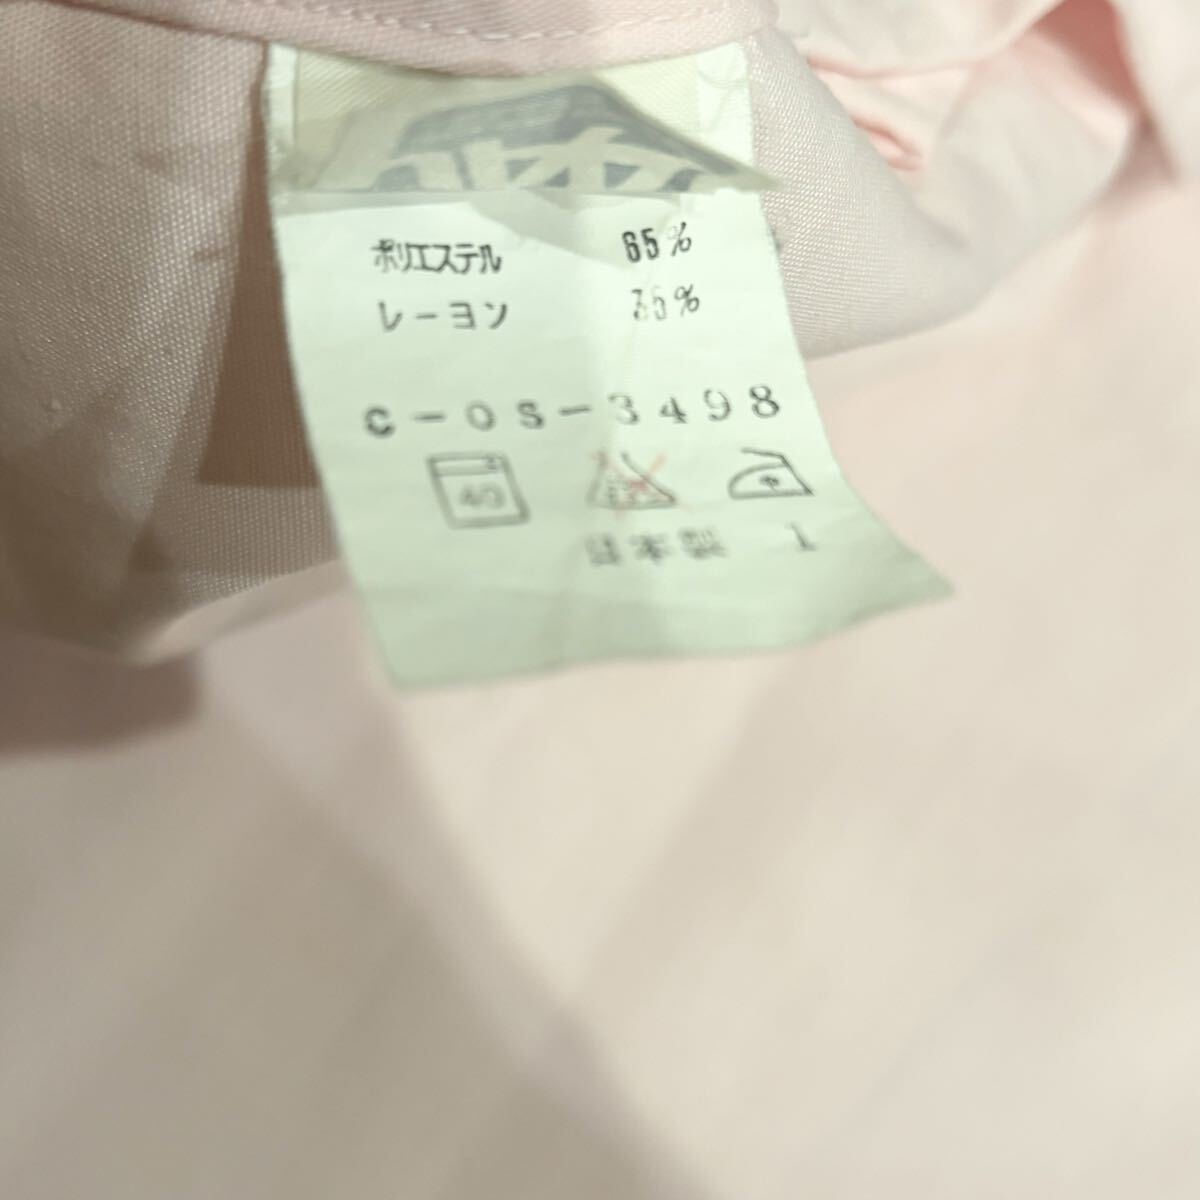 ポリエステル 65%
レーヨン 35%
C-OS-3498
40
日本製 1